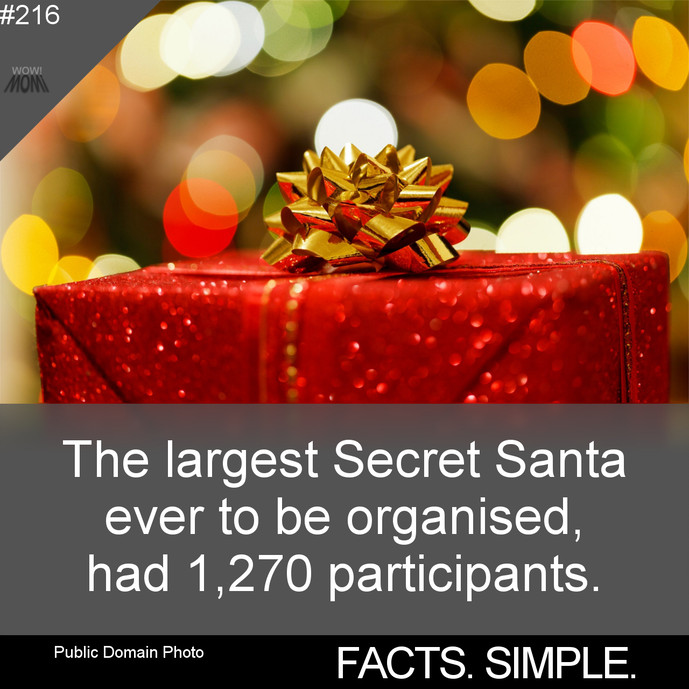 #216
WOW!
MOM!
The largest Secret Santa
ever to be organised,
had 1,270 participants.
Public Domain Photo
FACTS. SIMPLE.